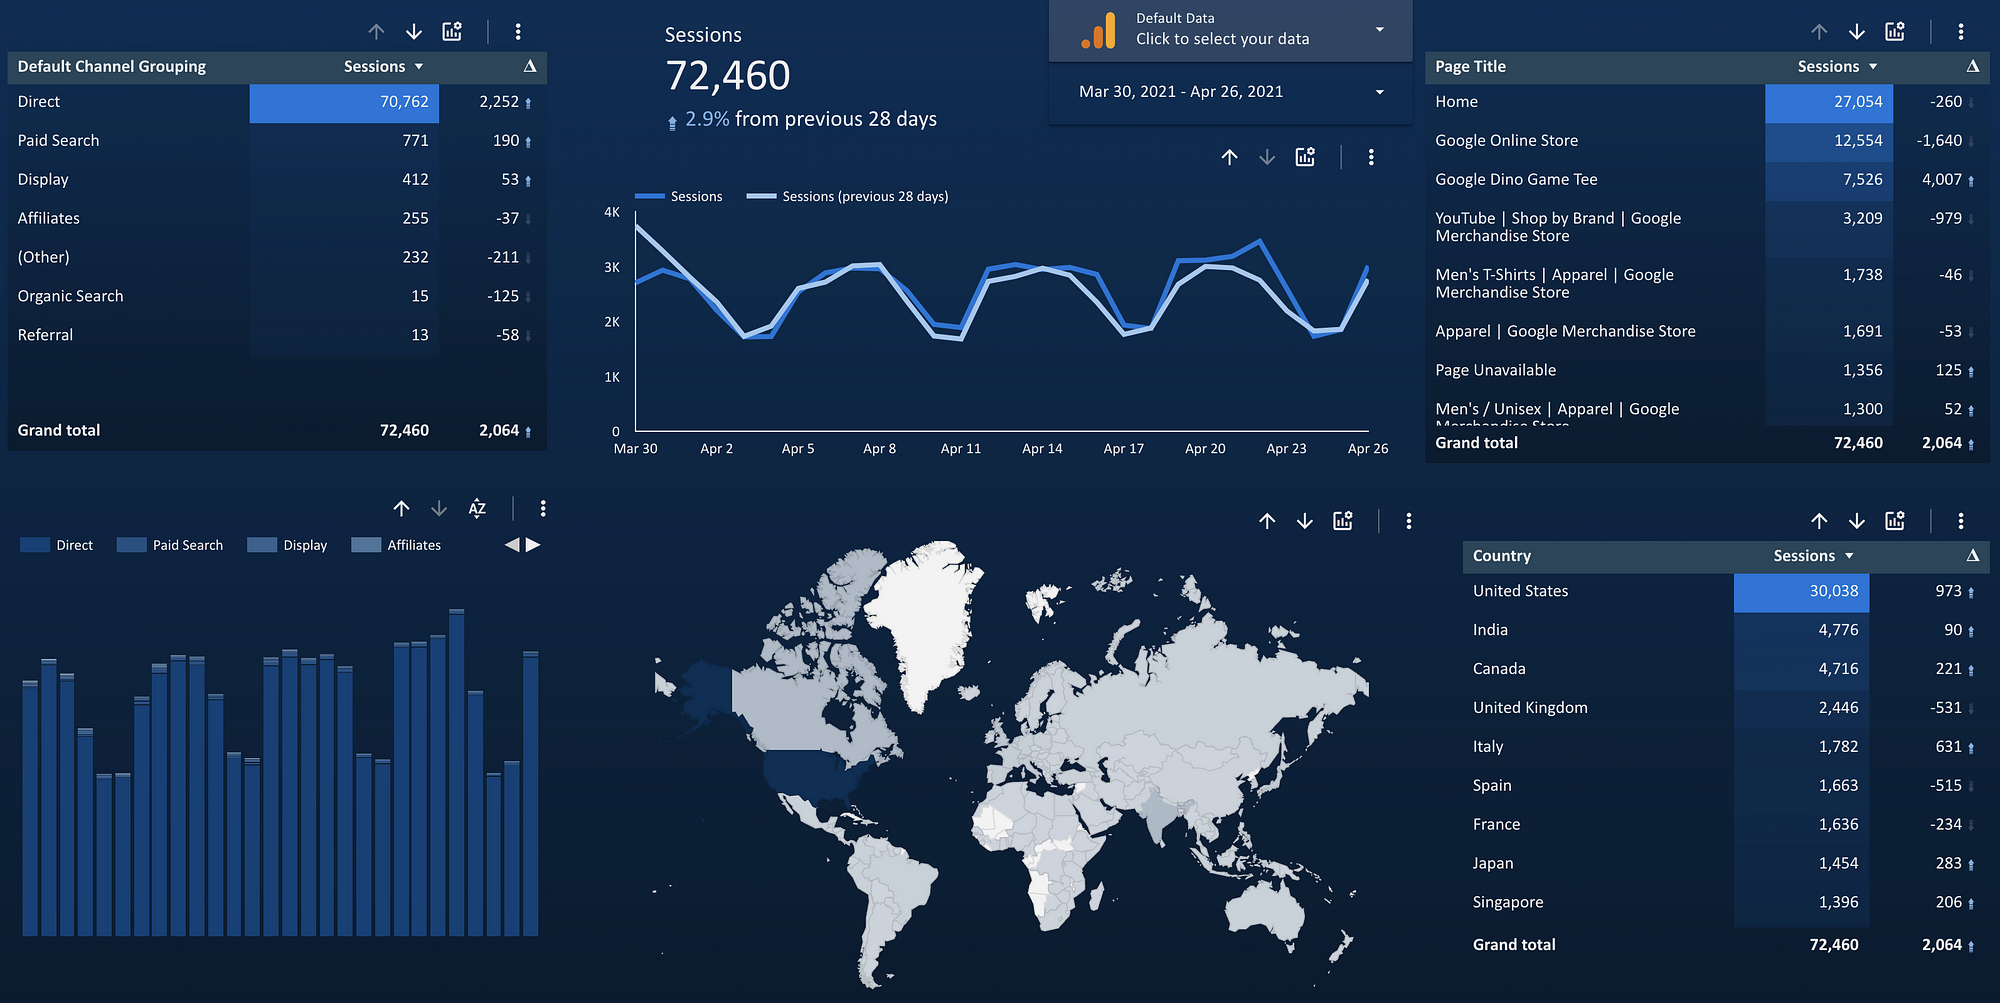 Default Channel Grouping Sessions Δ
Direct 70,762 2,252
Paid Search 771 190
Display 412 53
Affiliates 255 -37
(Other) 232 -211
Organic Search 15 -125
Referral 13 -58
Grand total 72,460 2,064
Sessions
72,460
2.9% from previous 28 days
Default Data
Click to select your data
Mar 30, 2021 - Apr 26, 2021
Sessions Sessions (previous 28 days)
4K
3K
2K
1K
0
Mar 30 Apr 2 Apr 5 Apr 8 Apr 11 Apr 14 Apr 17 Apr 20 Apr 23 Apr 26
Page Title Sessions Δ
Home 27,054 -260
Google Online Store 12,554 -1,640
Google Dino Game Tee 7,526 4,007
YouTube | Shop by Brand | Google 3,209 -979
Merchandise Store
Men's T-Shirts | Apparel | Google 1,738 -46
Merchandise Store
Apparel | Google Merchandise Store 1,691 -53
Page Unavailable 1,356 125
Men's / Unisex | Apparel | Google 1,300 52
Merchandise Store
Grand total 72,460 2,064
AZ
Direct Paid Search Display Affiliates
Country Sessions Δ
United States 30,038 973
India 4,776 90
Canada 4,716 221
United Kingdom 2,446 -531
Italy 1,782 631
Spain 1,663 -515
France 1,636 -234
Japan 1,454 283
Singapore 1,396 206
Grand total 72,460 2,064